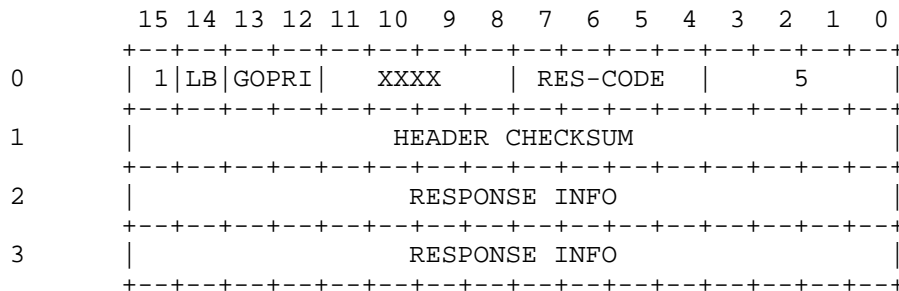 15 14 13 12 11 10 9 8 7 6 5 4 3 2 1 0
+--+--+--+--+--+--+--+--+--+--+--+--+--+--+--+--+
0 | 1|LB|GOPRI| XXXX | RES-CODE | 5 |
+--+--+--+--+--+--+--+--+--+--+--+--+--+--+--+--+
1 | HEADER CHECKSUM |
+--+--+--+--+--+--+--+--+--+--+--+--+--+--+--+--+
2 | RESPONSE INFO |
+--+--+--+--+--+--+--+--+--+--+--+--+--+--+--+--+
3 | RESPONSE INFO |
+--+--+--+--+--+--+--+--+--+--+--+--+--+--+--+--+